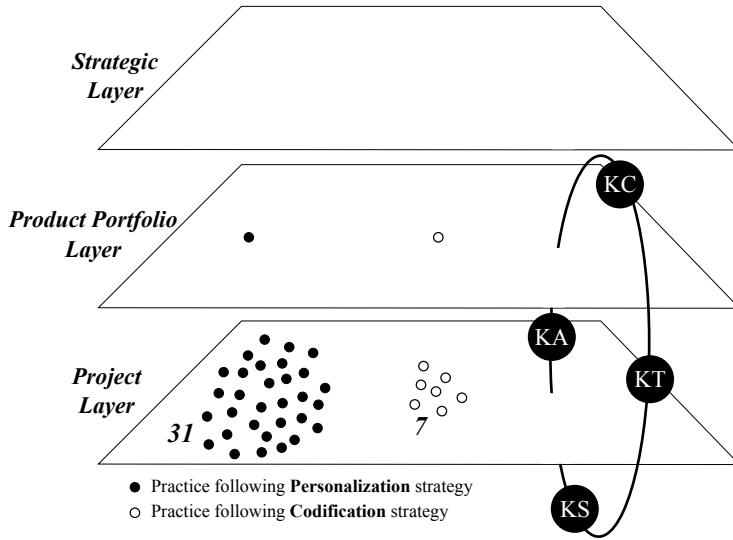 Strategic
Layer
KC
Product Portfolio
Layer
KA
Project
Layer
KT
31
7
● Practice following Personalization strategy
○ Practice following Codification strategy
KS